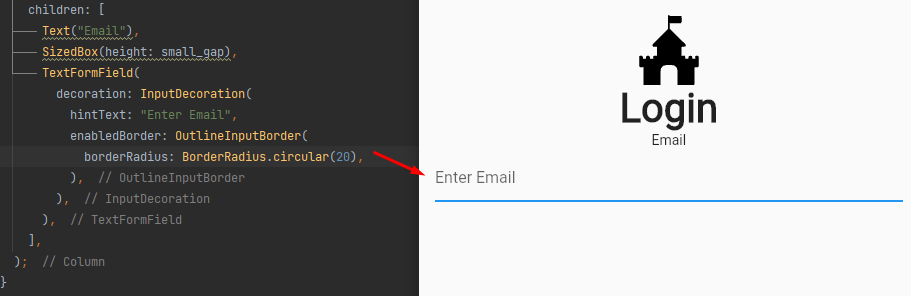 children: [
Text("Email"),
SizedBox(height: small_gap),
TextFormField(
decoration: InputDecoration(
hintText: "Enter Email",
enabledBorder: OutlineInputBorder(
borderRadius: BorderRadius.circular(20),
), // OutlineInputBorder
), // InputDecoration
), // TextFormField
],
); // Column
}
Login
Email
Enter Email